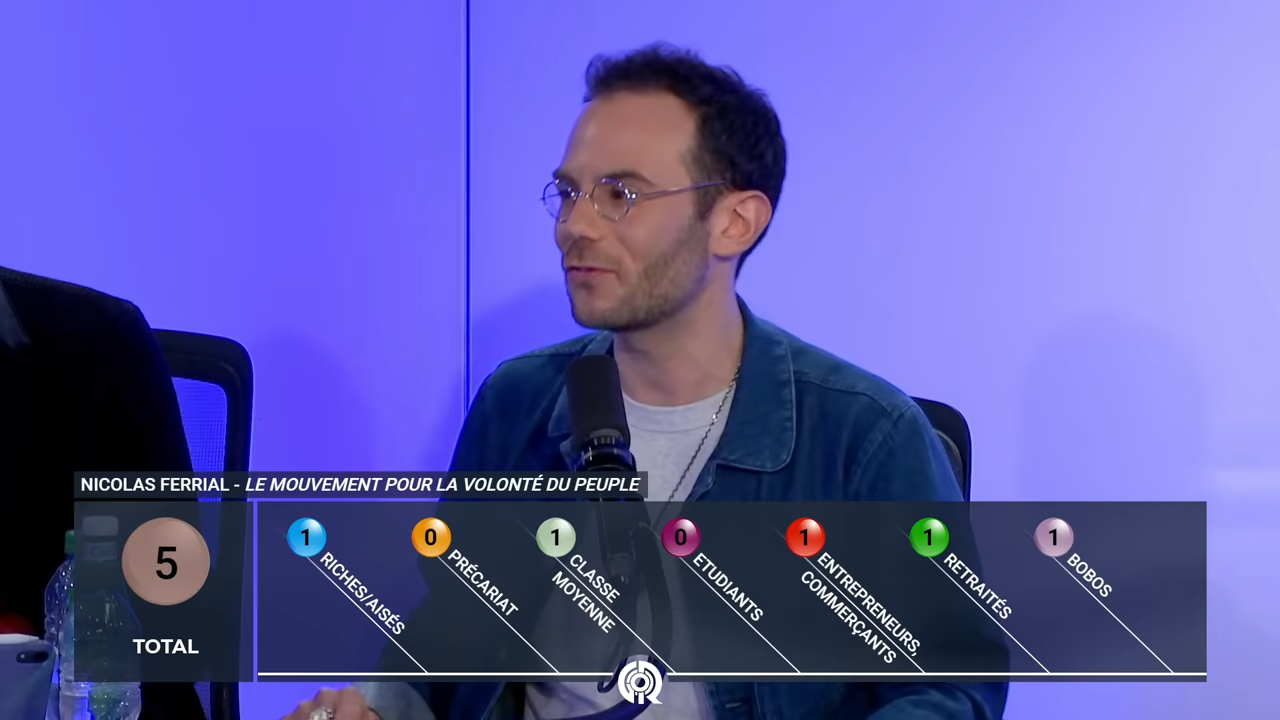 NICOLAS FERRIAL - LE MOUVEMENT POUR LA VOLONTÉ DU PEUPLE
5
TOTAL
1
RICHES/AISÉS
0
PRÉCARIAT
1
CLASSE
MOYENNE
0
ETUDIANTS
1
ENTREPRENEURS,
COMMERÇANTS
1
RETRAITÉS
1
BOBOS